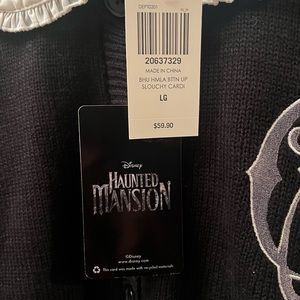 20637329
MADE IN CHINA
BHU HMLA BTTN UP
SLOUCHY CARDI
LG
$59.90
Disney
HAUNTED
MANSION
©Disney
www.disney.com
This card was made with recycled materials